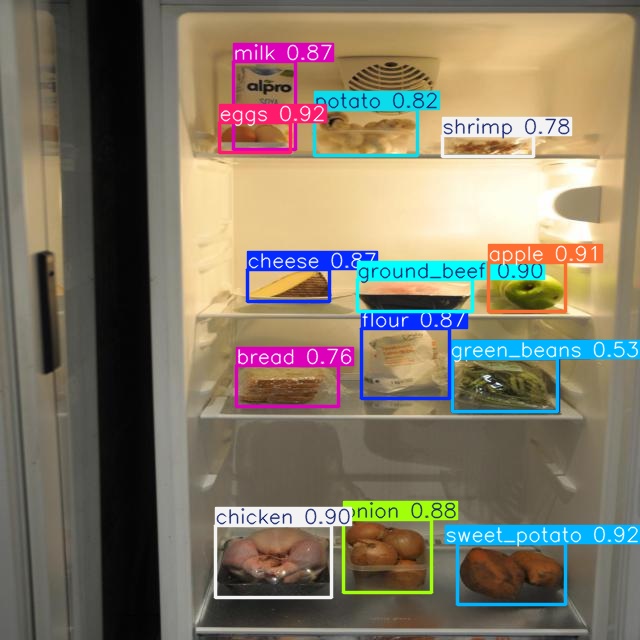 milk 0.87
alpro
SOYA
potato 0.82
eggs 0.92
shrimp 0.78
cheese 0.87
apple 0.91
ground_beef 0.90
flour 0.87
green_beans 0.53
bread 0.76
chicken 0.90
onion 0.88
sweet_potato 0.92